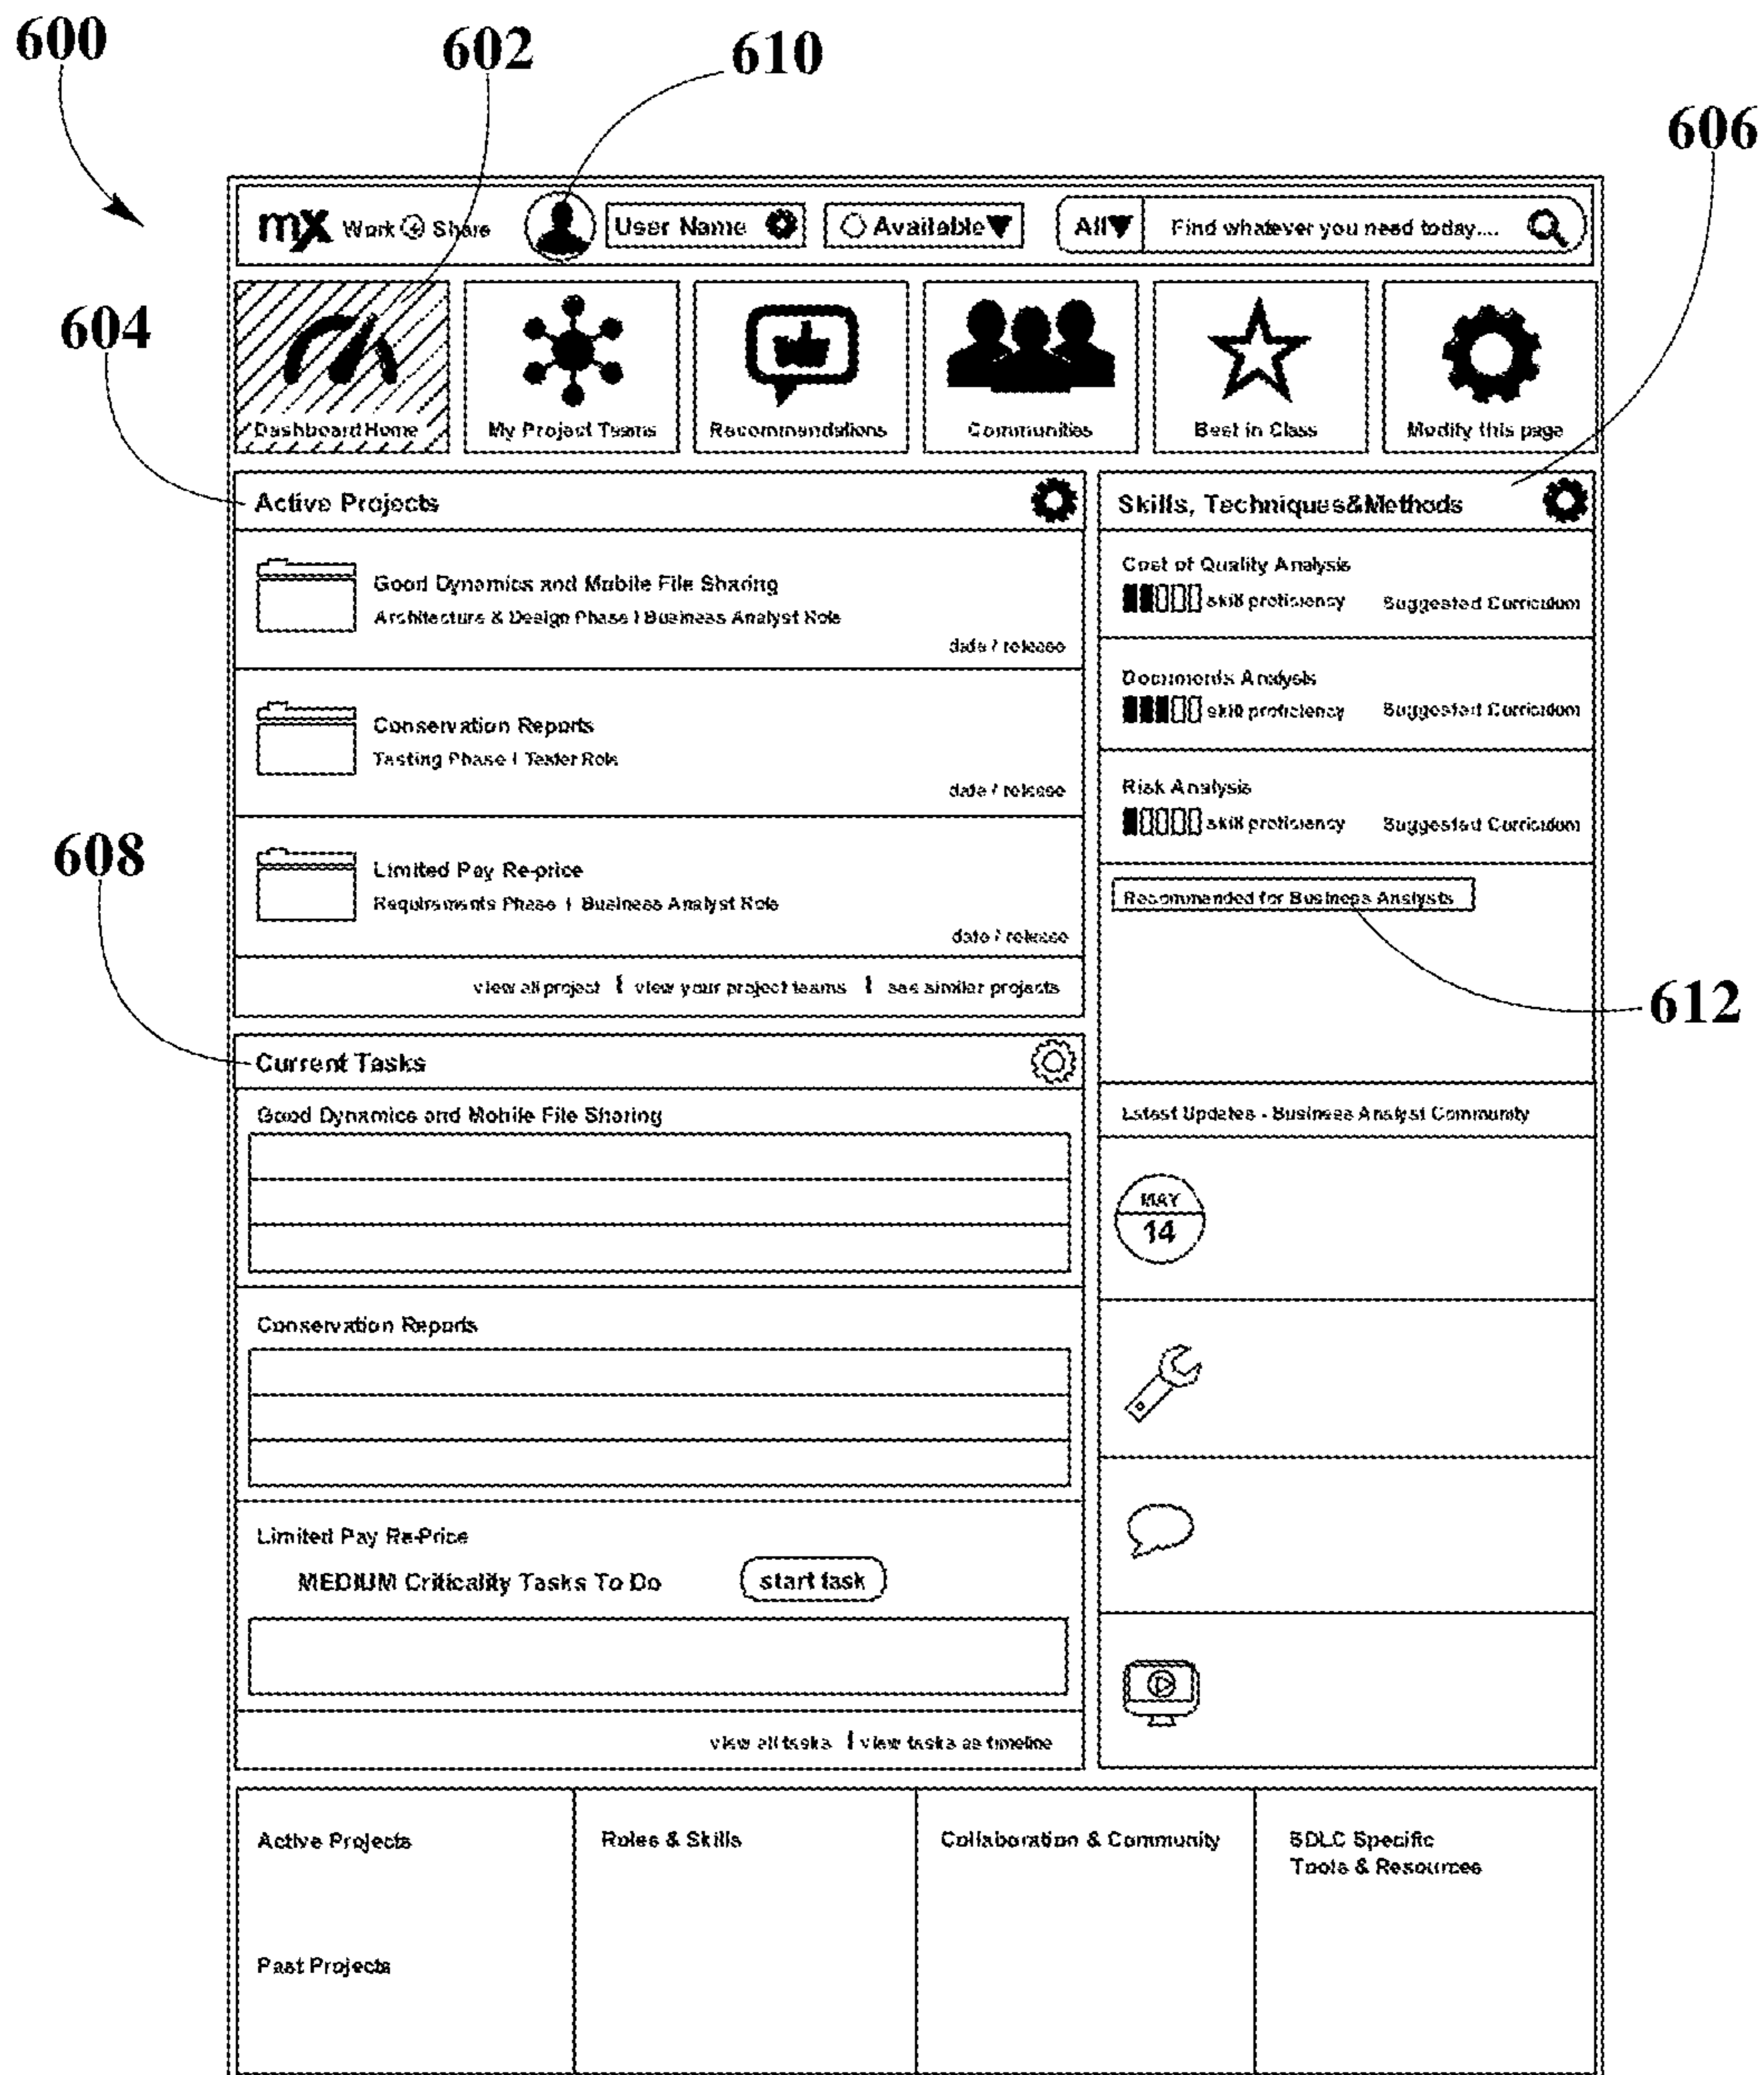 600
602
610
606
mx Work Share User Name Available All Find whatever you need today....
604
Dashboard Home My Project Teams Recommendations Communities Best in Class Modify this page
Active Projects
Good Dynamics and Mobile File Sharing
Architecture & Design Phase | Business Analyst Role
date / release
Conservation Reports
Testing Phase | Tester Role
date / release
608
Limited Pay Re-price
Requirements Phase | Business Analyst Role
date / release
view all project | view your project teams | see similar projects
Skills, Techniques&Methods
Cost of Quality Analysis
skill proficiency Suggested Curriculum
Documents Analysis
skill proficiency Suggested Curriculum
Risk Analysis
skill proficiency Suggested Curriculum
Recommended for Business Analysts
612
Current Tasks
Good Dynamics and Mobile File Sharing
Conservation Reports
Limited Pay Re-Price
MEDIUM Criticality Tasks To Do start task
view all tasks | view tasks as timeline
Latest Updates - Business Analyst Community
MAY
14
Active Projects
Past Projects
Roles & Skills
Collaboration & Community
SDLC Specific
Tools & Resources